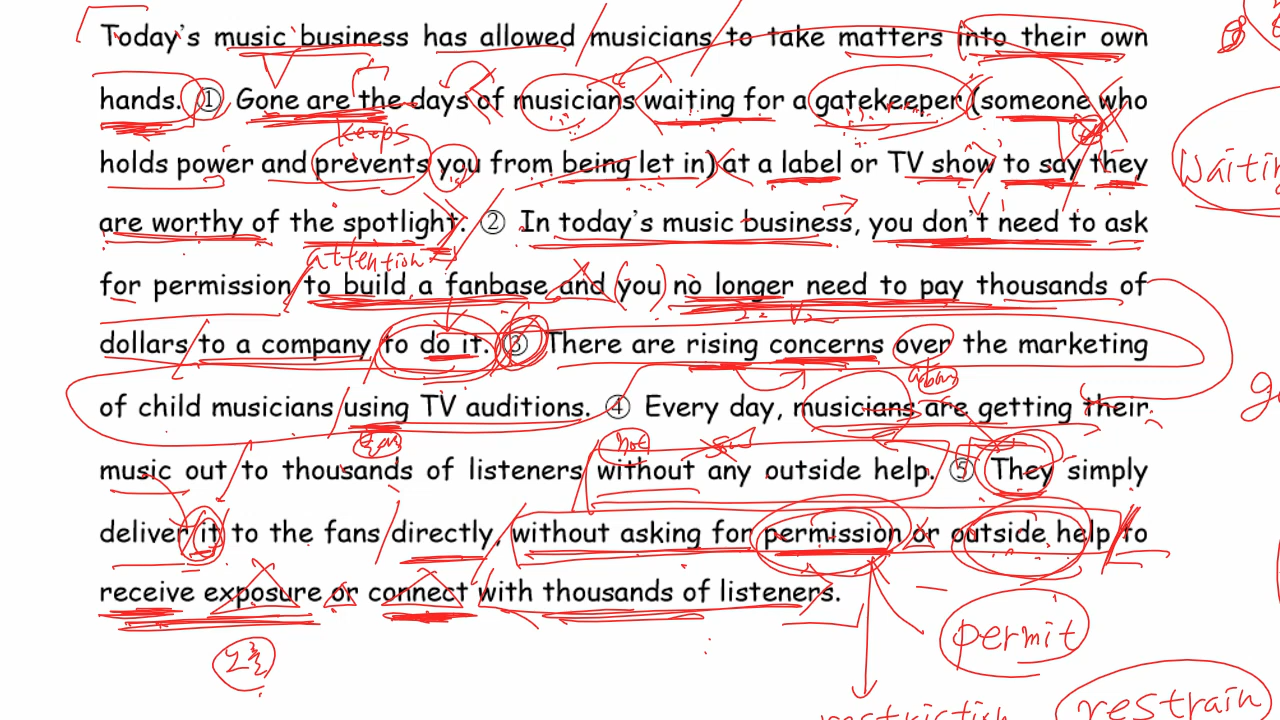 Today's music business has allowed musicians to take matters into their own
hands. ① Gone are the days of musicians waiting for a gatekeeper (someone who
keeps
holds power and prevents you from being let in) at a label or TV show to say they
waitin
are worthy of the spotlight. ② In today's music business, you don't need to ask
attention
for permission to build a fanbase and (you) no longer need to pay thousands of
dollars to a company to do it. ③ There are rising concerns over the marketing
about
of child musicians using TV auditions. ④ Every day, musicians are getting their
not
music out to thousands of listeners without any outside help. ⑤ They simply
deliver it to the fans directly, without asking for permission or outside help to
receive exposure or connect with thousands of listeners.
permit
restriction
restrain